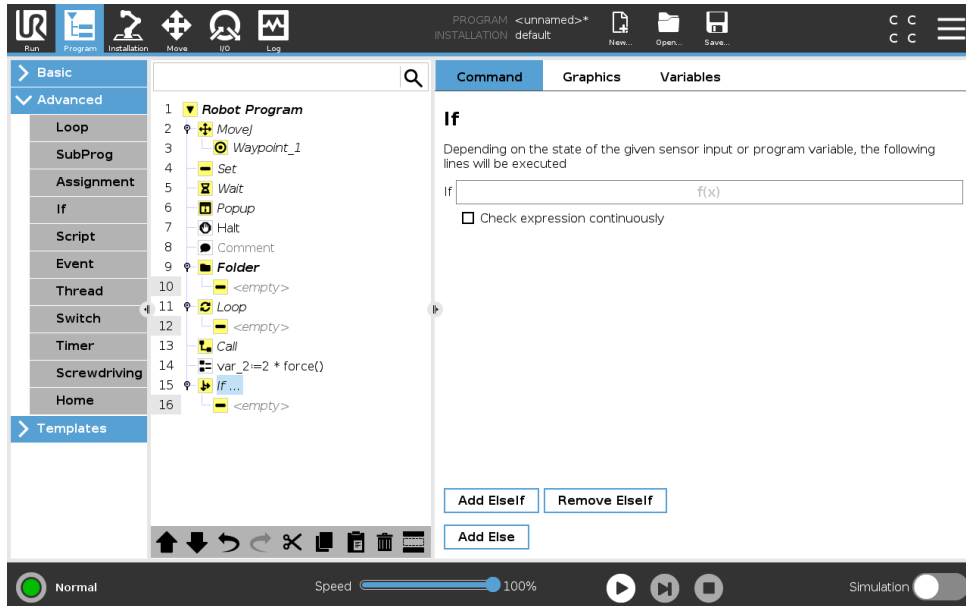 UR
PROGRAM <unnamed>*
INSTALLATION default
Run Program Installation Move I/O Log New... Open... Save...
C C
C C
Basic
Advanced
Loop
SubProg
Assignment
If
Script
Event
Thread
Switch
Timer
Screwdriving
Home
Templates
1 Robot Program
2 MoveJ
3 Waypoint_1
4 Set
5 Wait
6 Popup
7 Halt
8 Comment
9 Folder
10 <empty>
11 Loop
12 <empty>
13 Call
14 var_2:=2 * force()
15 If ...
16 <empty>
Command Graphics Variables
If
Depending on the state of the given sensor input or program variable, the following
lines will be executed
If f(x)
Check expression continuously
Add ElseIf Remove ElseIf
Add Else
Normal Speed 100% Simulation